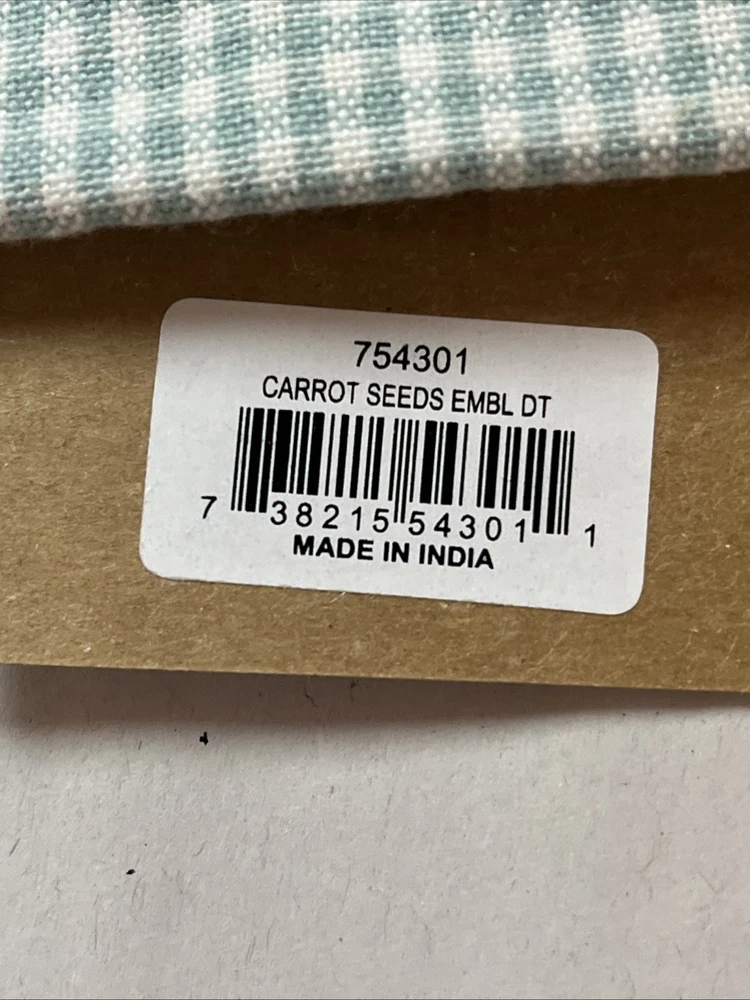 754301
CARROT SEEDS EMBL DT
7 38215 54301 1
MADE IN INDIA